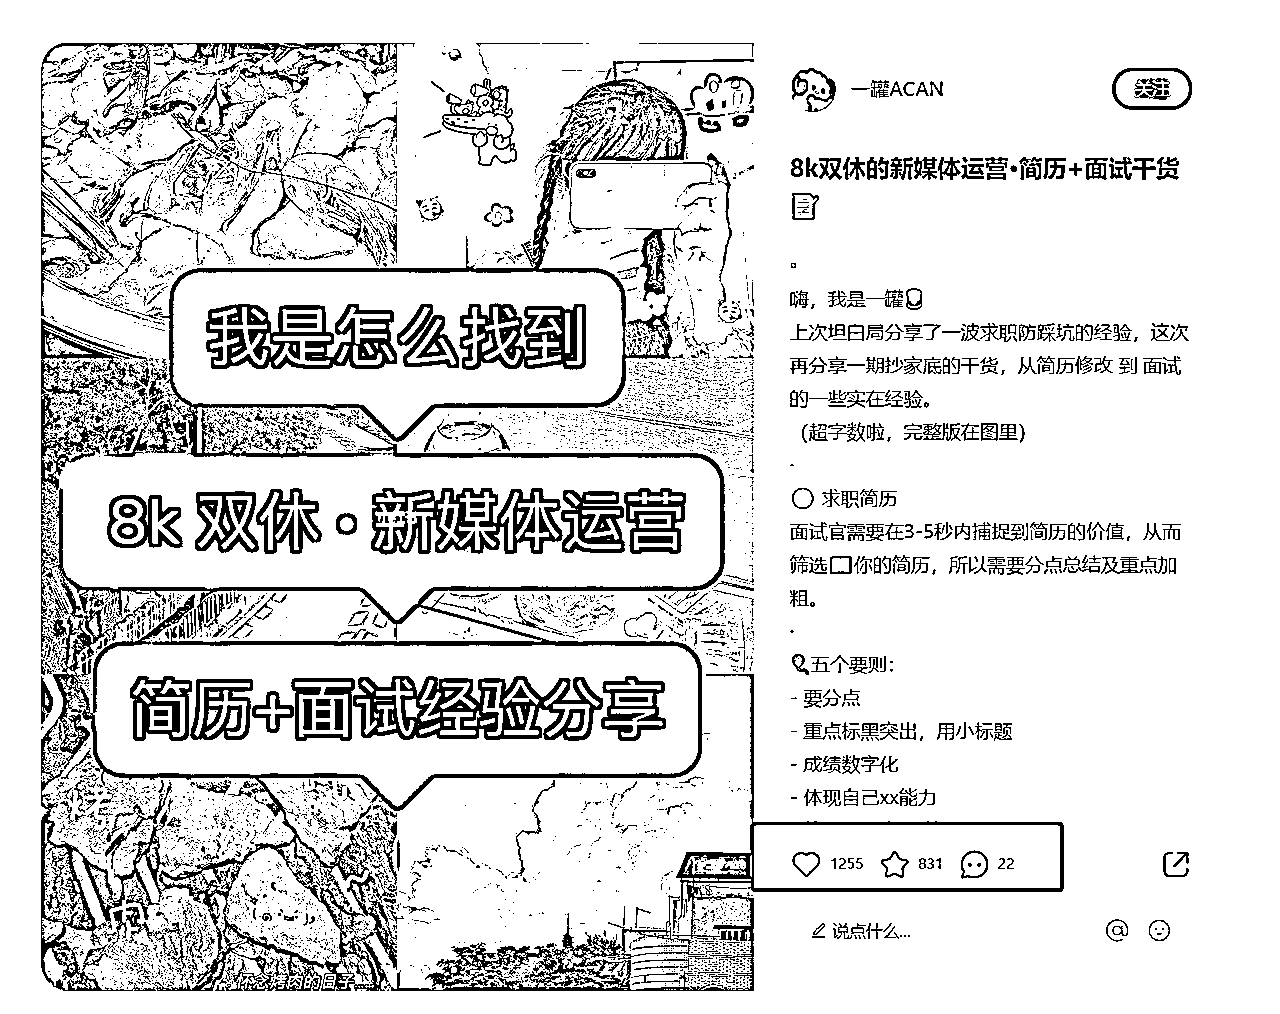 我是怎么找到
8k 双休·新媒体运营
简历+面试经验分享
一罐ACAN
关注
8k双休的新媒体运营·简历+面试干货
。
嗨，我是一罐
上次坦白局分享了一波求职防踩坑的经验，这次
再分享一期抄家底的干货，从简历修改 到 面试
的一些实在经验。
（超字数啦，完整版在图里）
.
求职简历
面试官需要在3-5秒内捕捉到简历的价值，从而
筛选你的简历，所以需要分点总结及重点加
粗。
.
五个要则：
- 要分点
- 重点标黑突出，用小标题
- 成绩数字化
- 体现自己xx能力
1255 831 22
说点什么...